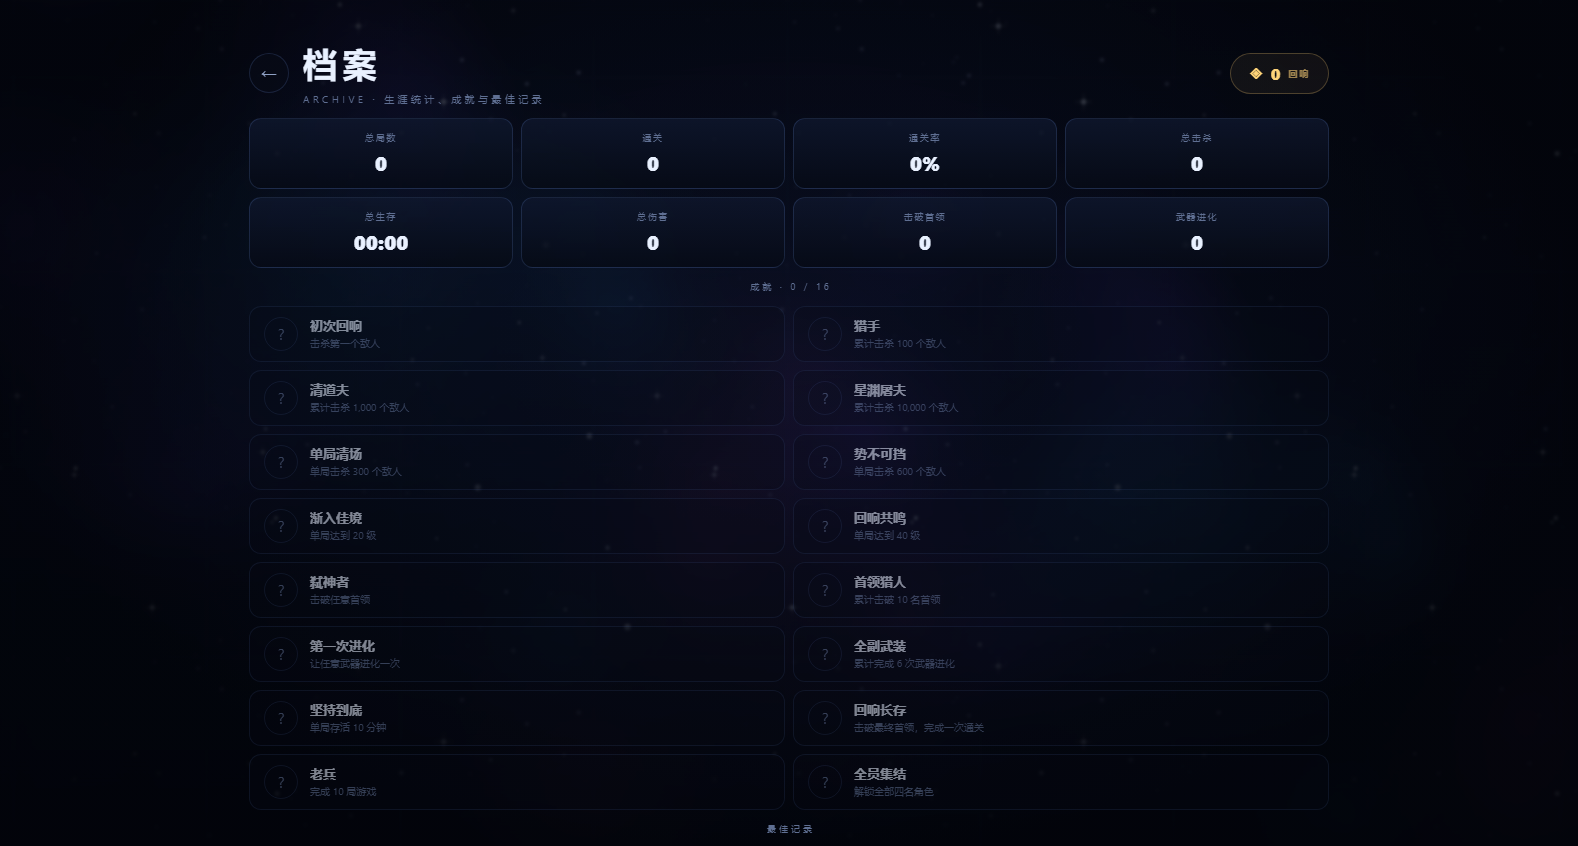 ←
档案
ARCHIVE · 生涯统计、成就与最佳记录
◈ 0 回响
总局数
0
通关
0
通关率
0%
总击杀
0
总生存
00:00
总伤害
0
击破首领
0
武器进化
0
成就 · 0 / 16
?
初次回响
击杀第一个敌人
?
猎手
累计击杀 100 个敌人
?
清道夫
累计击杀 1,000 个敌人
?
星渊屠夫
累计击杀 10,000 个敌人
?
单局清场
单局击杀 300 个敌人
?
势不可挡
单局击杀 600 个敌人
?
渐入佳境
单局达到 20 级
?
回响共鸣
单局达到 40 级
?
弑神者
击破任意首领
?
首领猎人
累计击破 10 名首领
?
第一次进化
让任意武器进化一次
?
全副武装
累计完成 6 次武器进化
?
坚持到底
单局存活 10 分钟
?
回响长存
击破最终首领，完成一次通关
?
老兵
完成 10 局游戏
?
全员集结
解锁全部四名角色
最佳记录